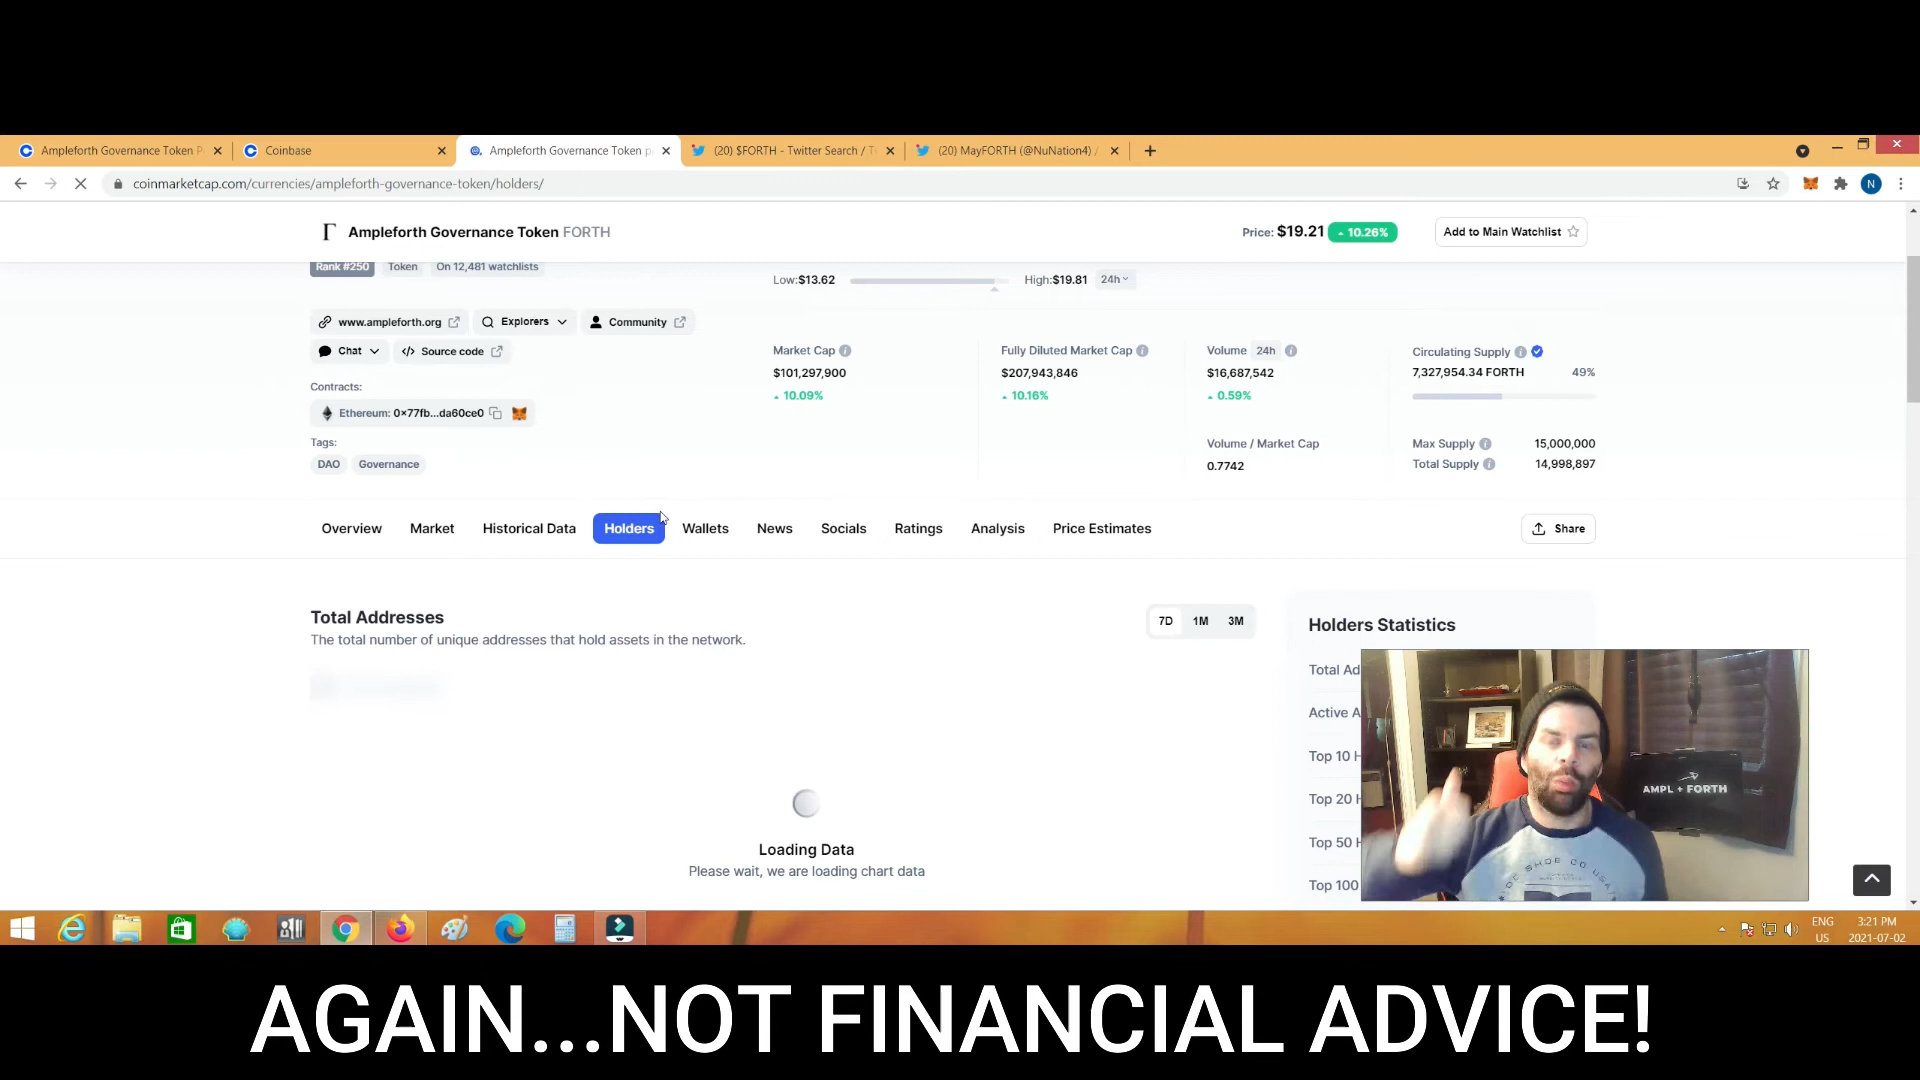 Ampleforth Governance Token P
Coinbase
Ampleforth Governance Token p
(20) $FORTH - Twitter Search / T
(20) MayFORTH (@NuNation4) /
coinmarketcap.com/currencies/ampleforth-governance-token/holders/
N
Ampleforth Governance Token FORTH
Price: $19.21 10.26%
Add to Main Watchlist
Rank #250
Token
On 12,481 watchlists
Low:$13.62
High:$19.81
24h
www.ampleforth.org
Explorers
Community
Chat
Source code
Contracts:
Ethereum: 0x77fb...da60ce0
Tags:
DAO
Governance
Market Cap
$101,297,900
10.09%
Fully Diluted Market Cap
$207,943,846
10.16%
Volume 24h
$16,687,542
0.59%
Volume / Market Cap
0.7742
Circulating Supply
7,327,954.34 FORTH 49%
Max Supply 15,000,000
Total Supply 14,998,897
Overview
Market
Historical Data
Holders
Wallets
News
Socials
Ratings
Analysis
Price Estimates
Share
Total Addresses
The total number of unique addresses that hold assets in the network.
7D 1M 3M
Loading Data
Please wait, we are loading chart data
Holders Statistics
Total Ad
Active A
Top 10 H
Top 20 H
Top 50 H
Top 100
AMPL + FORTH
SHOE CO
ENG
US
3:21 PM
2021-07-02
AGAIN...NOT FINANCIAL ADVICE!